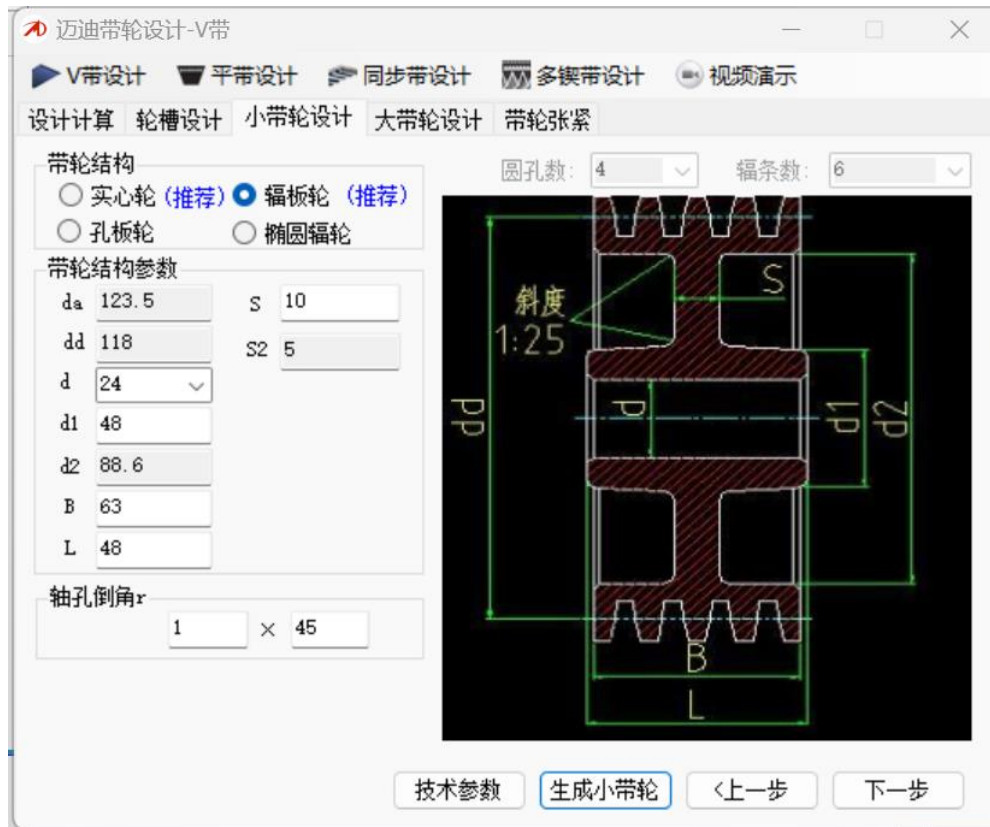 迈迪带轮设计-V带
V带设计 平带设计 同步带设计 多锲带设计 视频演示
设计计算 轮槽设计 小带轮设计 大带轮设计 带轮张紧
带轮结构 圆孔数: 4 辐条数: 6
实心轮 (推荐) 辐板轮 (推荐)
孔板轮 椭圆辐轮
带轮结构参数
da 123.5 S 10
dd 118 S2 5
d 24
d1 48
d2 88.6
B 63
L 48
轴孔倒角r
1 × 45
斜度
1:25
S
dd
d
d1
d2
B
L
技术参数 生成小带轮 <上一步 下一步